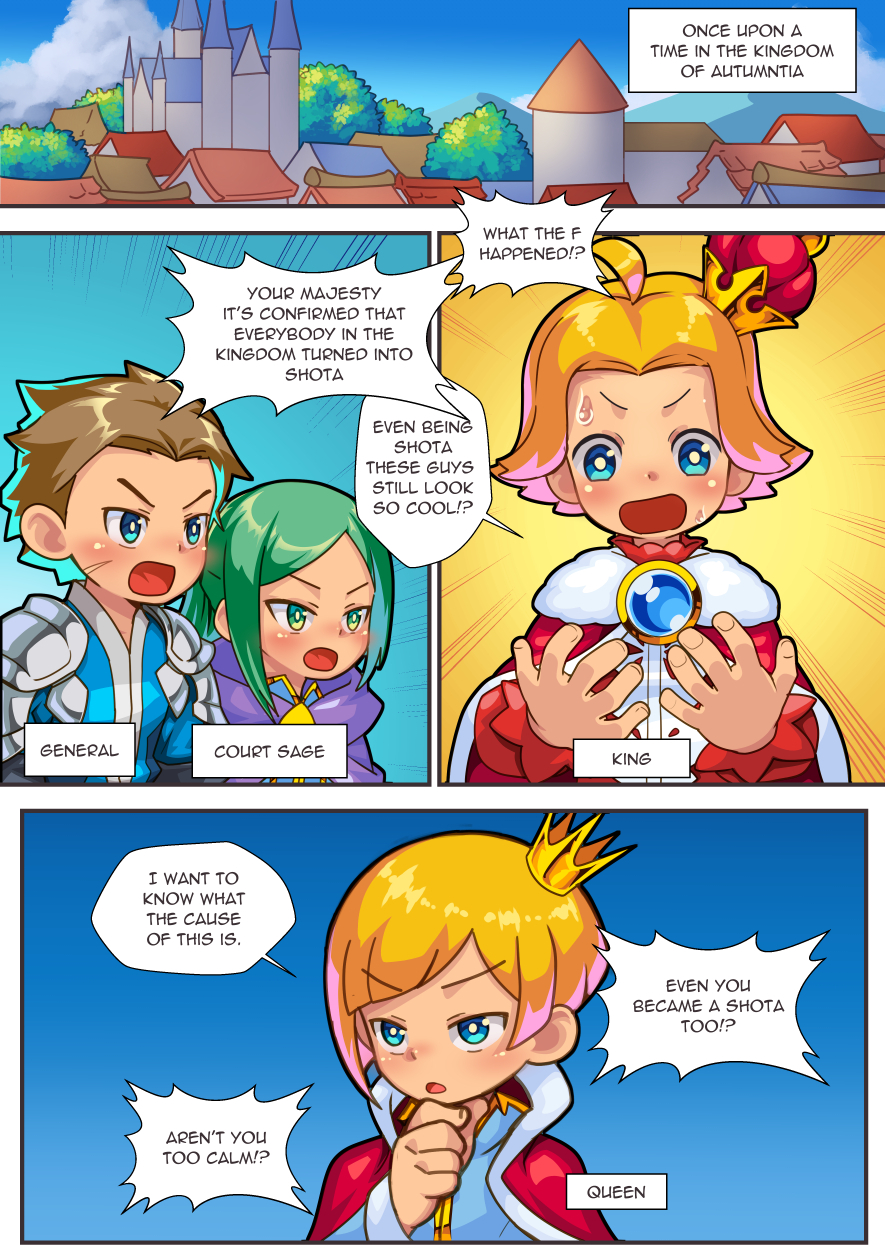 ONCE UPON A
TIME IN THE KINGDOM
OF AUTUMNTIA
WHAT THE F
HAPPENED!?
YOUR MAJESTY
IT'S CONFIRMED THAT
EVERYBODY IN THE
KINGDOM TURNED INTO
SHOTA
EVEN BEING
SHOTA
THESE GUYS
STILL LOOK
SO COOL!?
GENERAL
COURT SAGE
KING
I WANT TO
KNOW WHAT
THE CAUSE
OF THIS IS.
EVEN YOU
BECAME A SHOTA
TOO!?
AREN'T YOU
TOO CALM!?
QUEEN